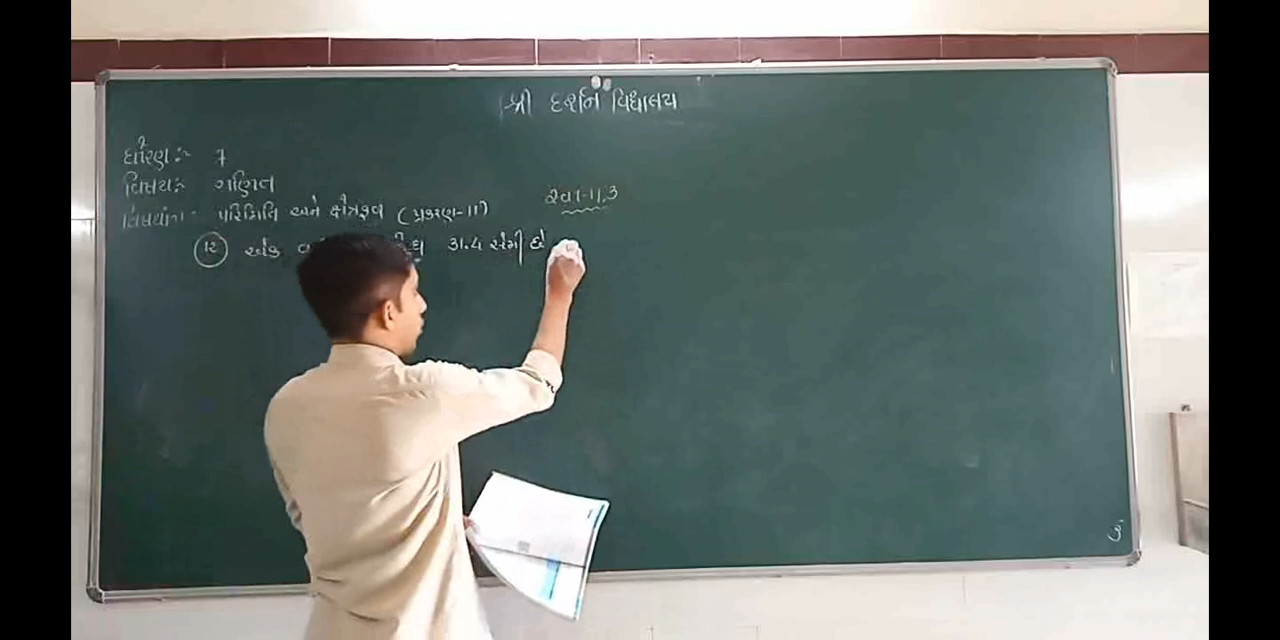 શ્રી દર્શન વિધાલય
ધોરણ :- 7
વિષય :- ગણિત
વિષયાંગ :- પરિમિતિ અને ક્ષેત્રફળ (પ્રકરણ-11)
સ્વા-11.3
12 એક 31.4 સેમી છે
ૐ